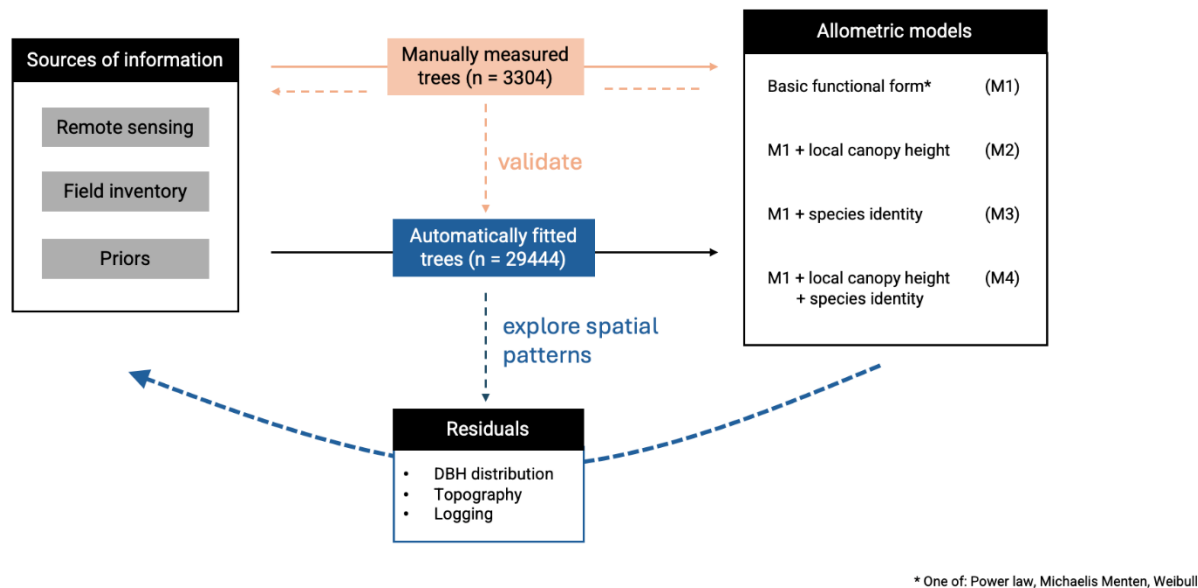 Sources of information
Remote sensing
Field inventory
Priors
Manually measured
trees (n = 3304)
validate
Automatically fitted
trees (n = 29444)
explore spatial
patterns
Residuals
• DBH distribution
• Topography
• Logging
Allometric models
Basic functional form* (M1)
M1 + local canopy height (M2)
M1 + species identity (M3)
M1 + local canopy height (M4)
+ species identity
* One of: Power law, Michaelis Menten, Weibull